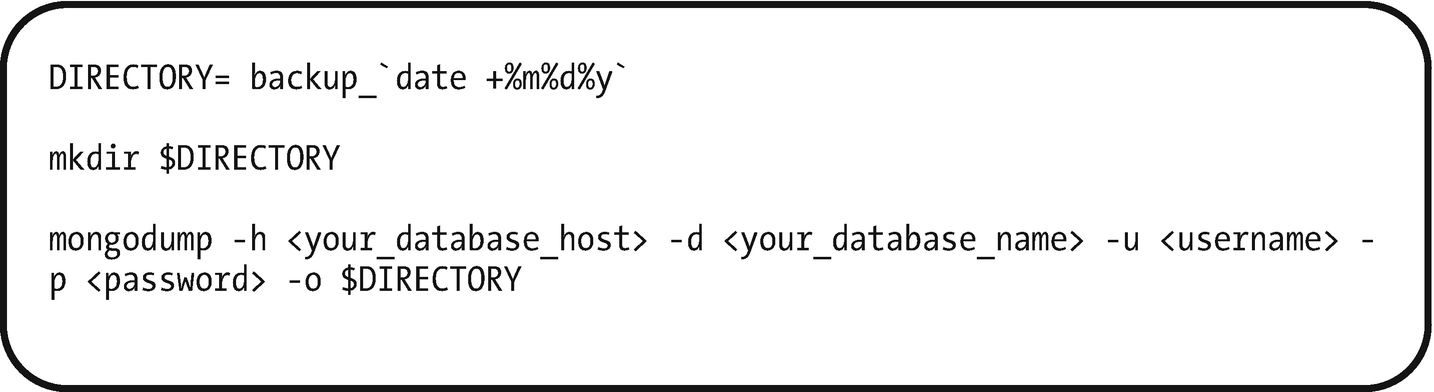 DIRECTORY= backup_`date +%m%d%y`
mkdir $DIRECTORY
mongodump -h <your_database_host> -d <your_database_name> -u <username> -
p <password> -o $DIRECTORY